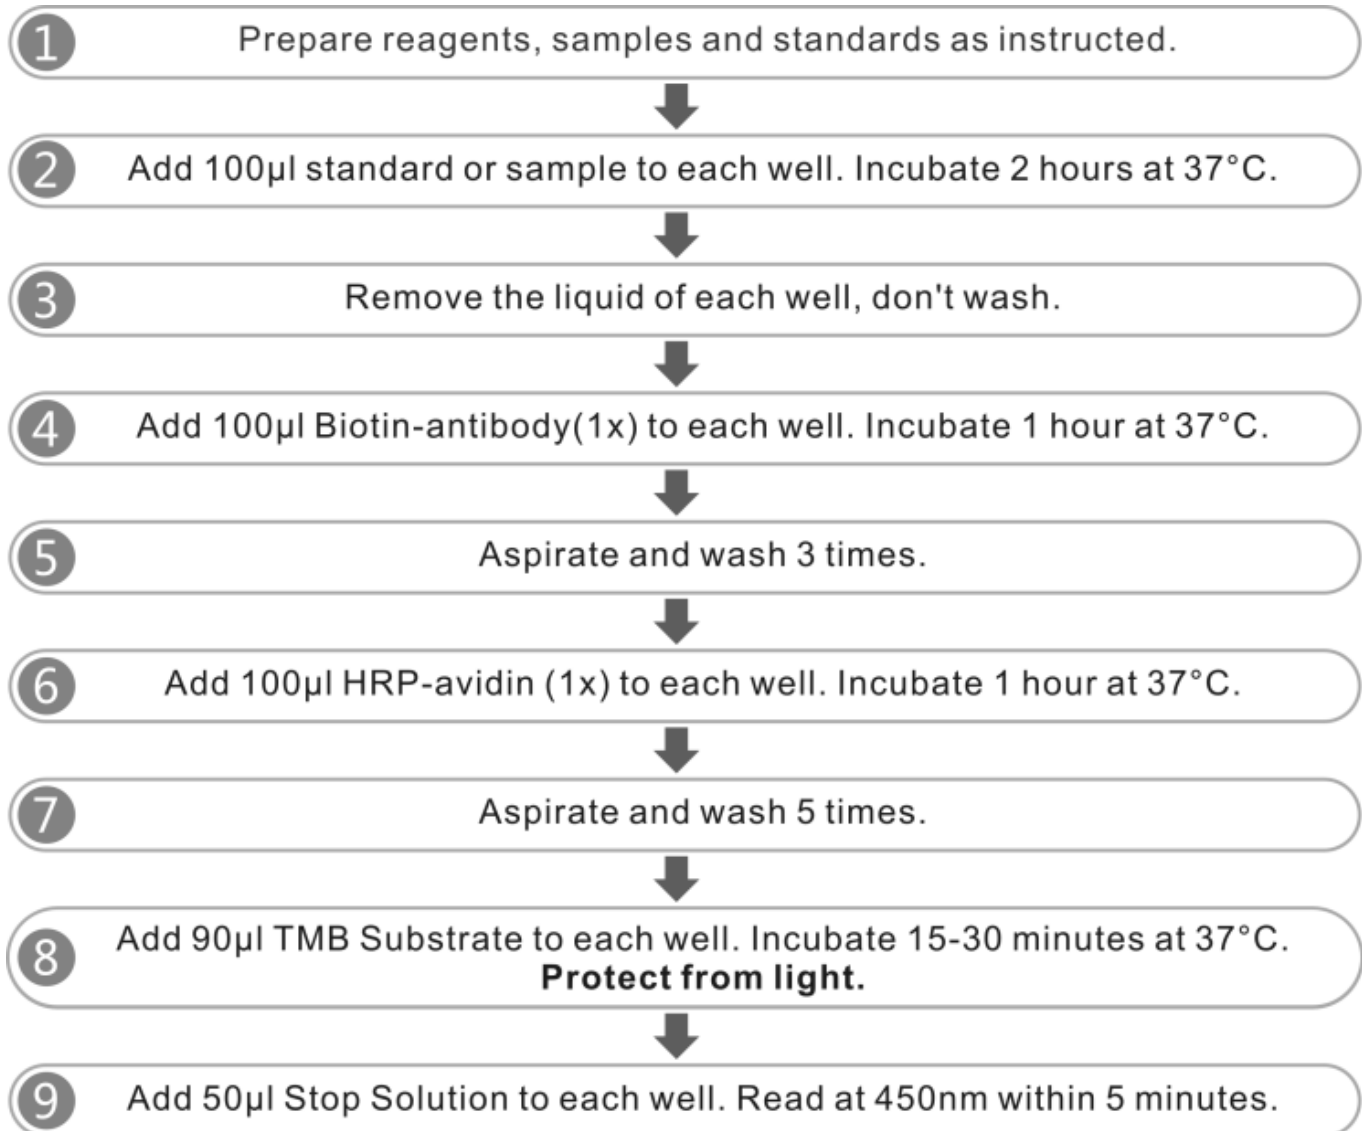 1 Prepare reagents, samples and standards as instructed.
2 Add 100µl standard or sample to each well. Incubate 2 hours at 37°C.
3 Remove the liquid of each well, don't wash.
4 Add 100µl Biotin-antibody(1x) to each well. Incubate 1 hour at 37°C.
5 Aspirate and wash 3 times.
6 Add 100µl HRP-avidin (1x) to each well. Incubate 1 hour at 37°C.
7 Aspirate and wash 5 times.
8 Add 90µl TMB Substrate to each well. Incubate 15-30 minutes at 37°C.
Protect from light.
9 Add 50µl Stop Solution to each well. Read at 450nm within 5 minutes.